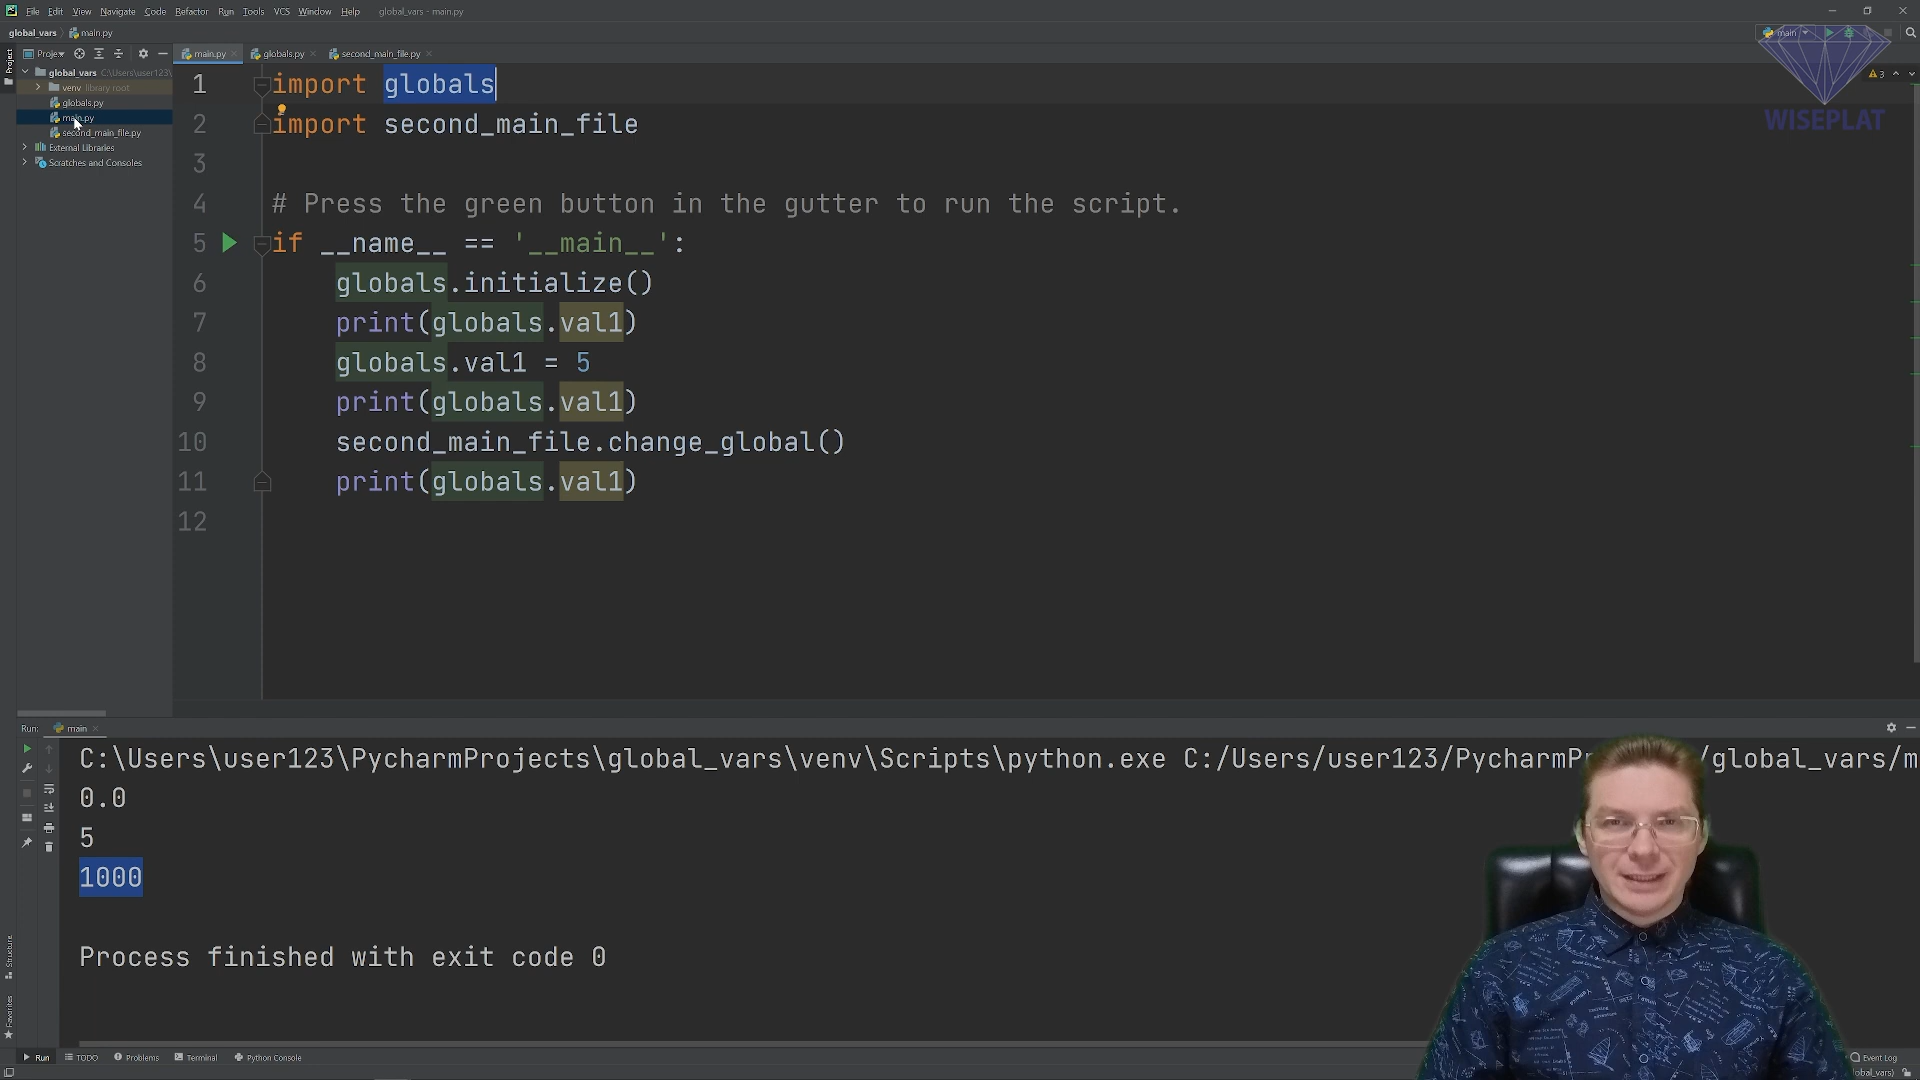 File Edit View Navigate Code Refactor Run Tools VCS Window Help global_vars - main.py
global_vars main.py
main
Project
Proje
main.py globals.py second_main_file.py
global_vars C:\Users\user123\
venv library root
globals.py
main.py
second_main_file.py
External Libraries
Scratches and Consoles
3
WISEPLAT
1 import globals
2 import second_main_file
3
4 # Press the green button in the gutter to run the script.
5 if __name__ == '__main__':
6 globals.initialize()
7 print(globals.val1)
8 globals.val1 = 5
9 print(globals.val1)
10 second_main_file.change_global()
11 print(globals.val1)
12
Run: main
C:\Users\user123\PycharmProjects\global_vars\venv\Scripts\python.exe C:/Users/user123/PycharmPr /global_vars/m
0.0
5
1000
Process finished with exit code 0
Structure
Favorites
Run TODO Problems Terminal Python Console Event Log